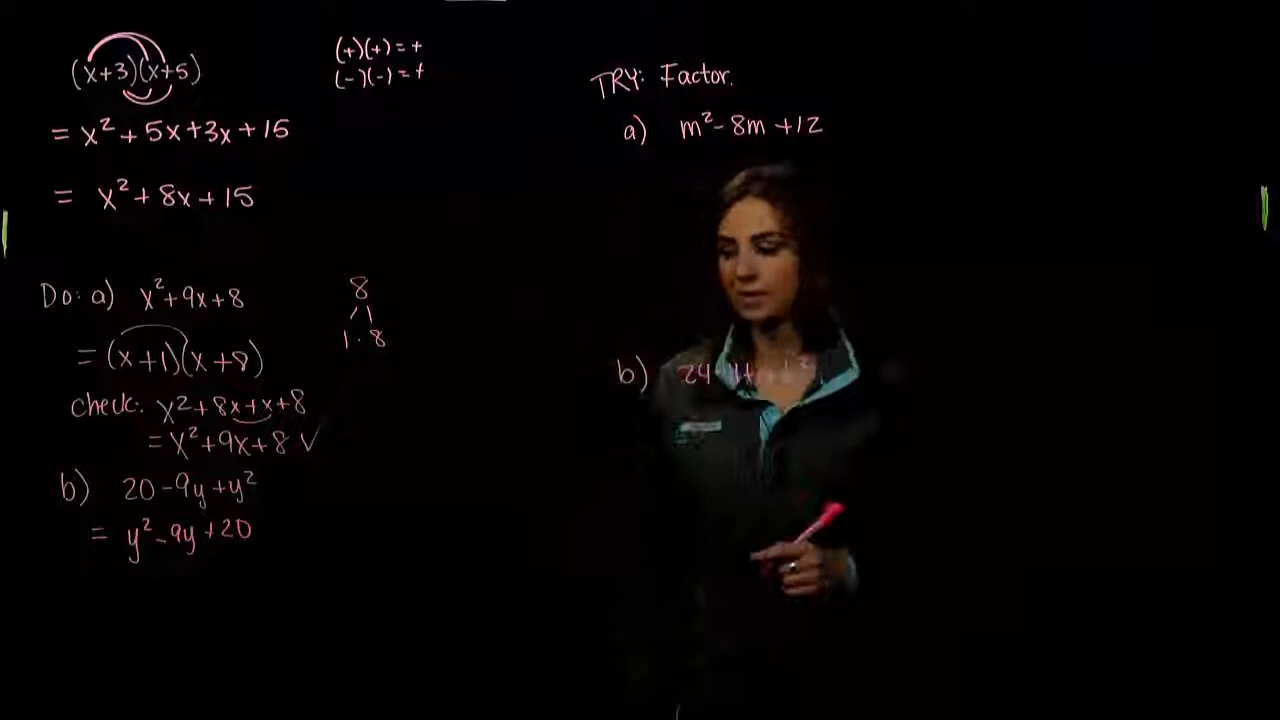 (x+3)(x+5)
= x² + 5x + 3x + 15
= x² + 8x + 15
(+)(+) = +
(-)(-) = +
Do: a) x² + 9x + 8
= (x+1)(x+8)
check: x² + 8x + x + 8
= x² + 9x + 8 ✓
8
/ \
1 · 8
b) 20 - 9y + y²
= y² - 9y + 20
TRY: Factor.
a) m² - 8m + 12
b) 24